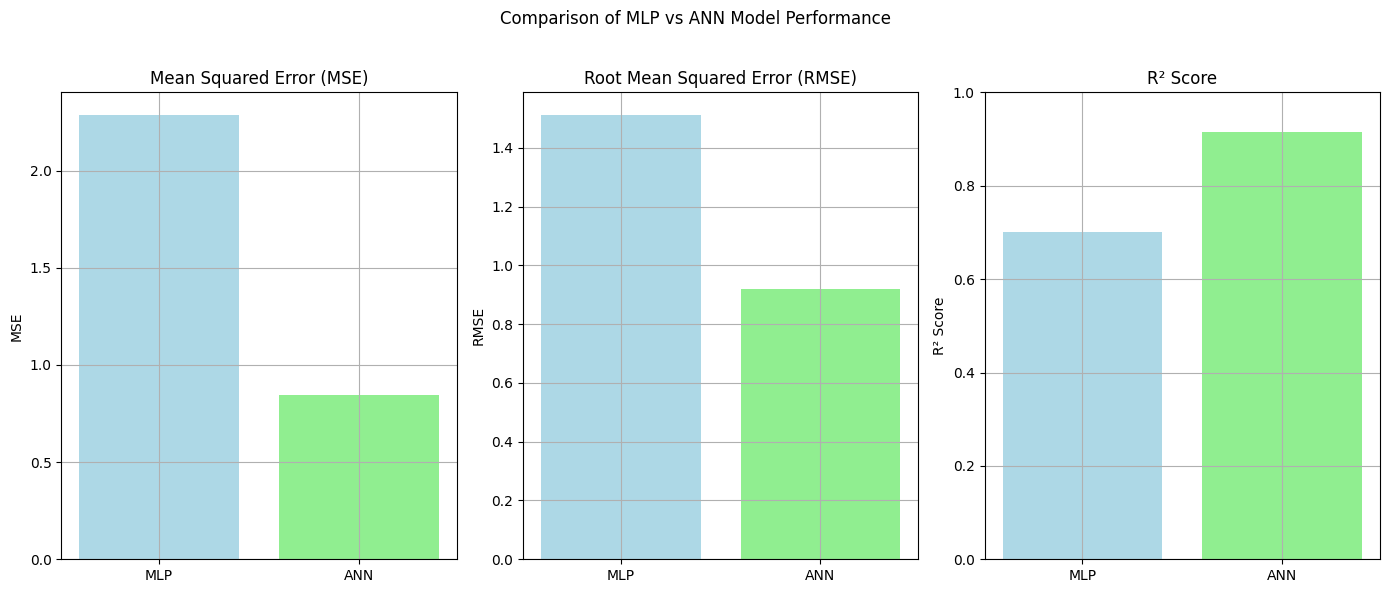 Comparison of MLP vs ANN Model Performance
Mean Squared Error (MSE)
MSE
2.0
1.5
1.0
0.5
0.0
MLP ANN
Root Mean Squared Error (RMSE)
RMSE
1.4
1.2
1.0
0.8
0.6
0.4
0.2
0.0
MLP ANN
R² Score
R² Score
1.0
0.8
0.6
0.4
0.2
0.0
MLP ANN